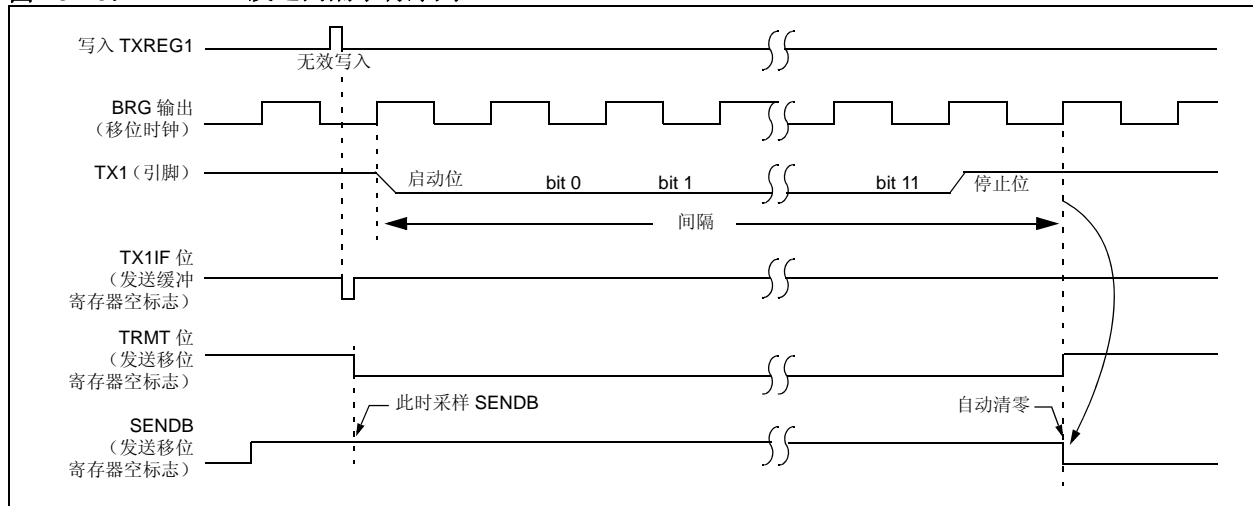 写入 TXREG1
无效写入
BRG 输出
（移位时钟）
TX1（引脚）
启动位
bit 0
bit 1
bit 11
停止位
间隔
TX1IF 位
（发送缓冲
寄存器空标志）
TRMT 位
（发送移位
寄存器空标志）
此时采样 SENDB
自动清零
SENDB
（发送移位
寄存器空标志）